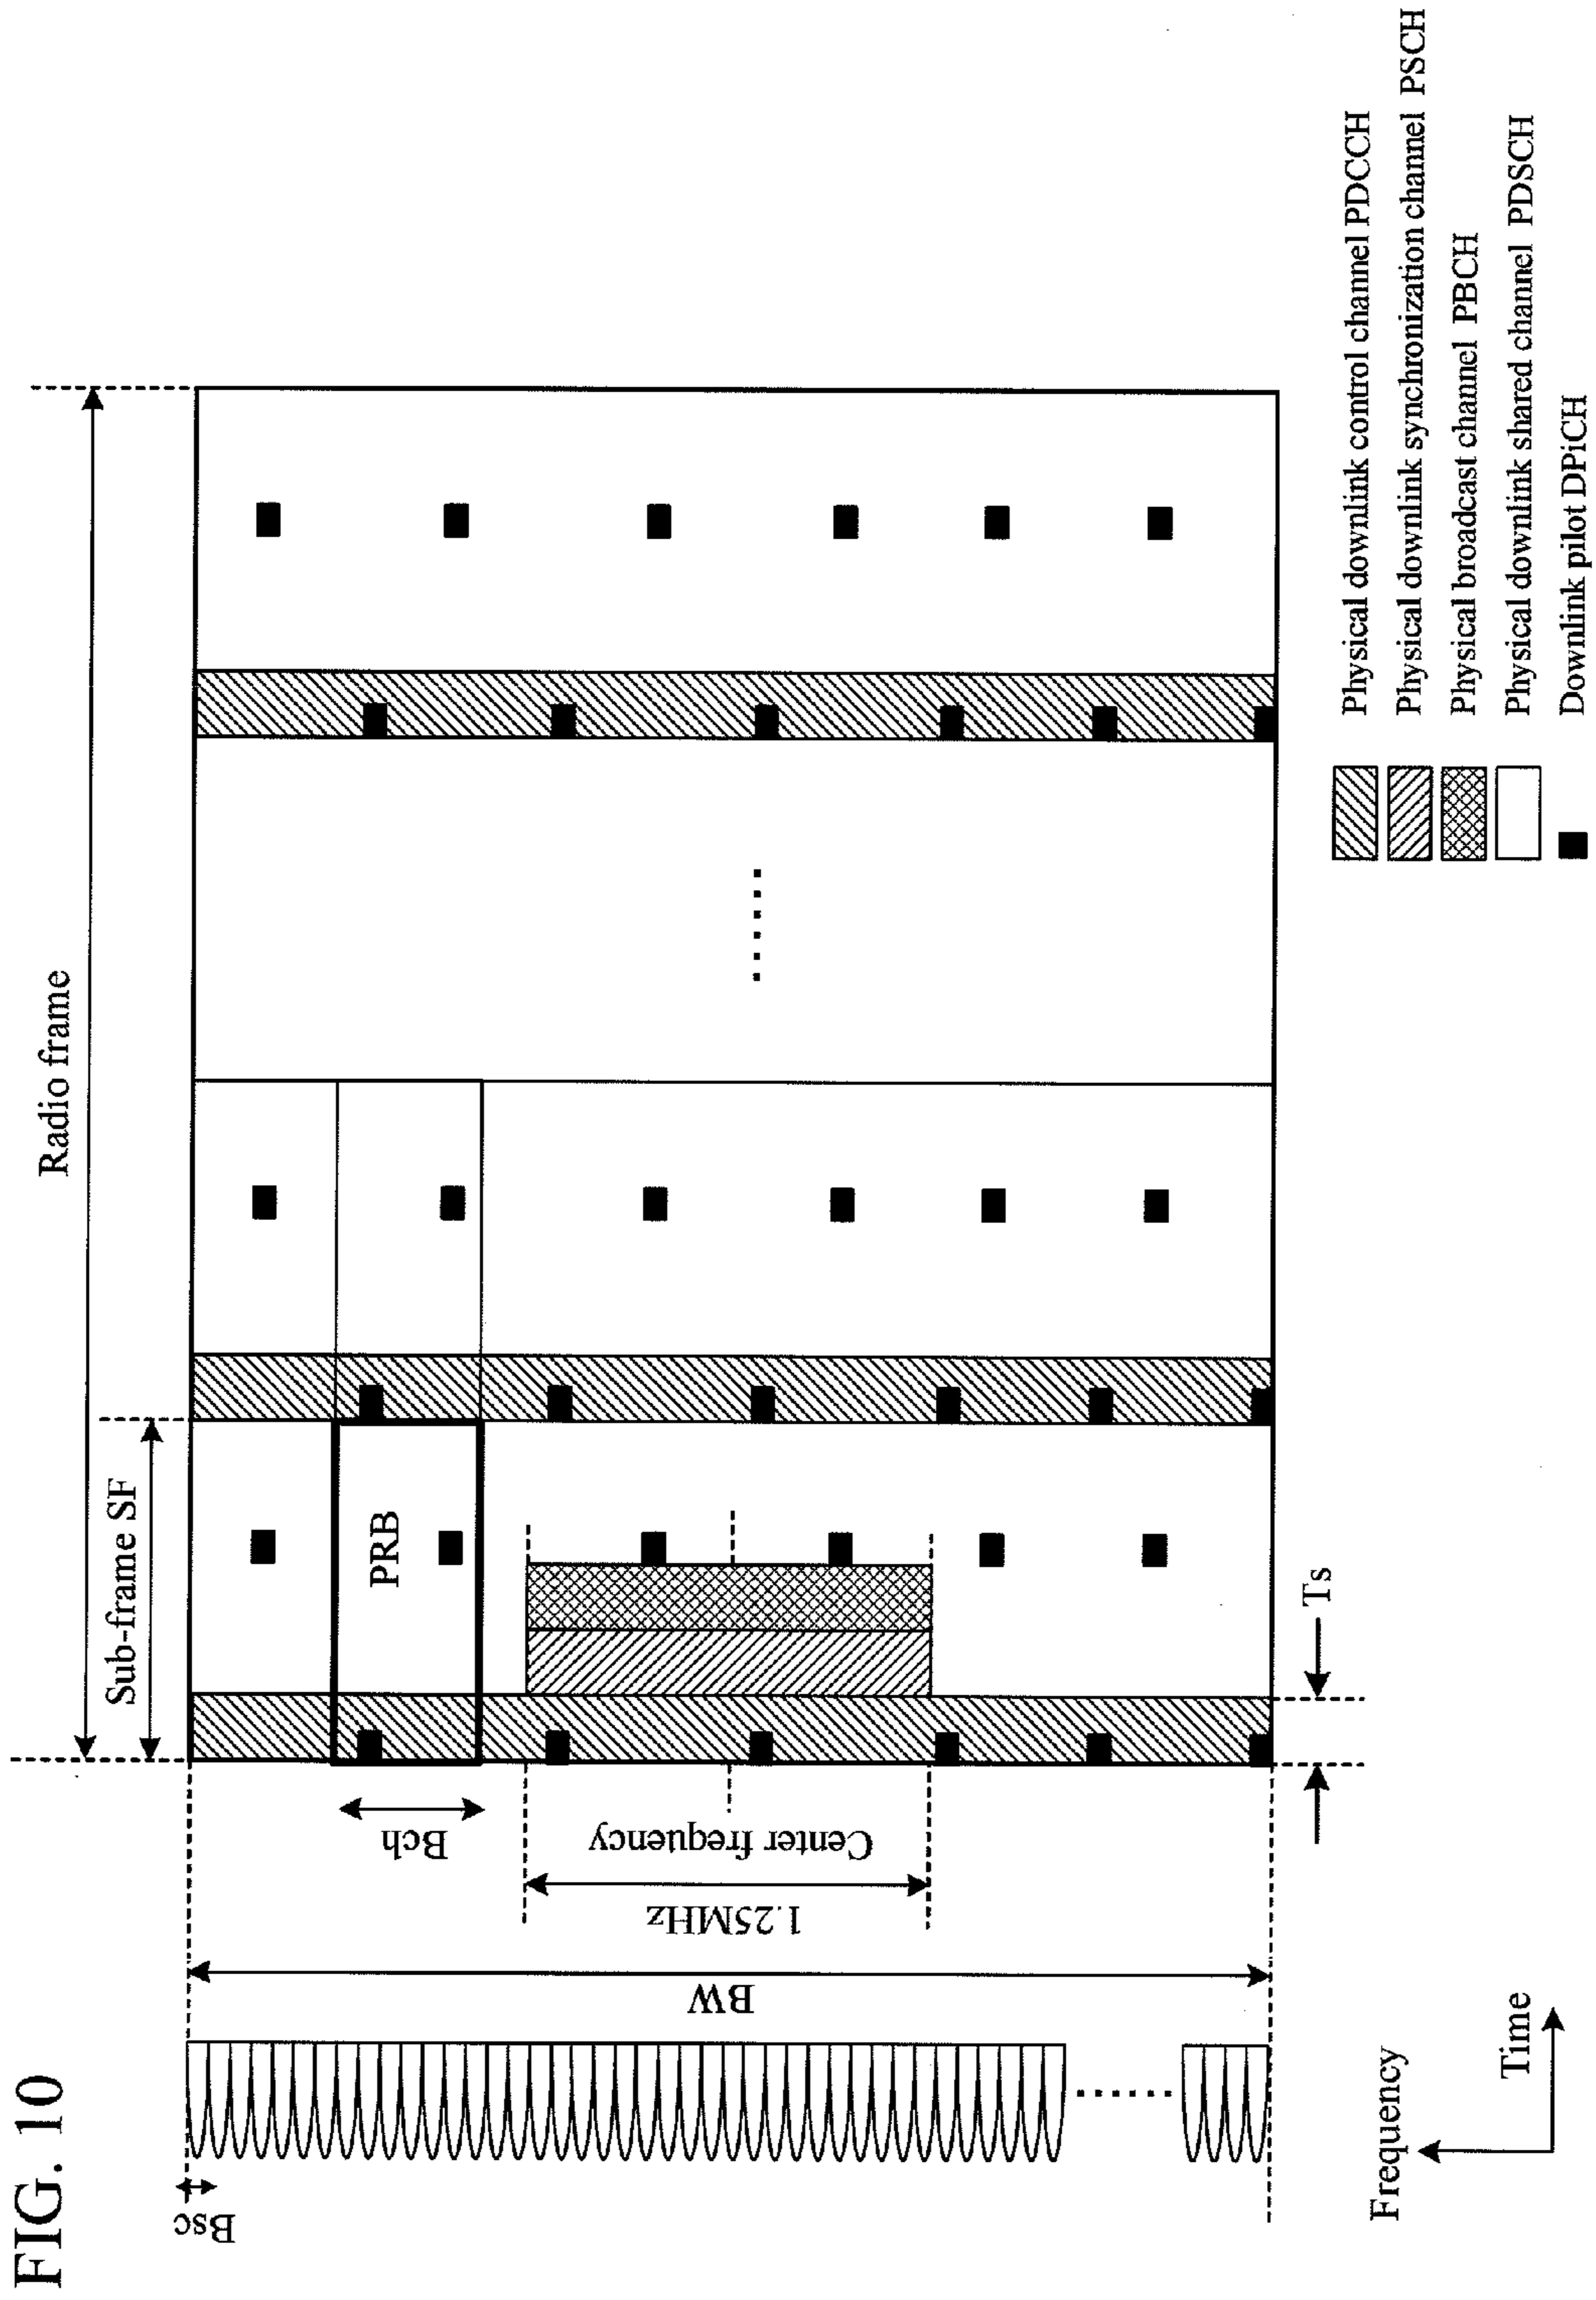 FIG. 10
Radio frame
Sub-frame SF
Bsc
BW
1.25MHz
Center frequency
Bch
PRB
......
......
Ts
Frequency
Time
Physical downlink control channel PDCCH
Physical downlink synchronization channel PSCH
Physical broadcast channel PBCH
Physical downlink shared channel PDSCH
Downlink pilot DPiCH